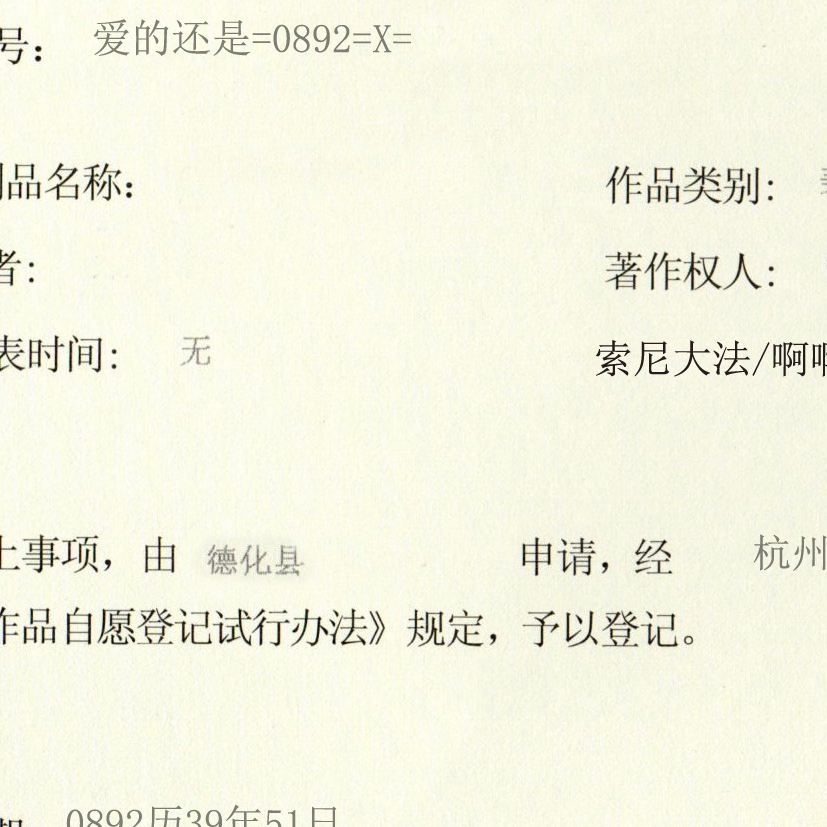 号： 爱的还是=0892=X=
品名称： 作品类别：
者： 著作权人：
表时间： 无 索尼大法/啊啊
上事项，由 德化县 申请，经 杭州
作品自愿登记试行办法》规定，予以登记。
0892历39年51日